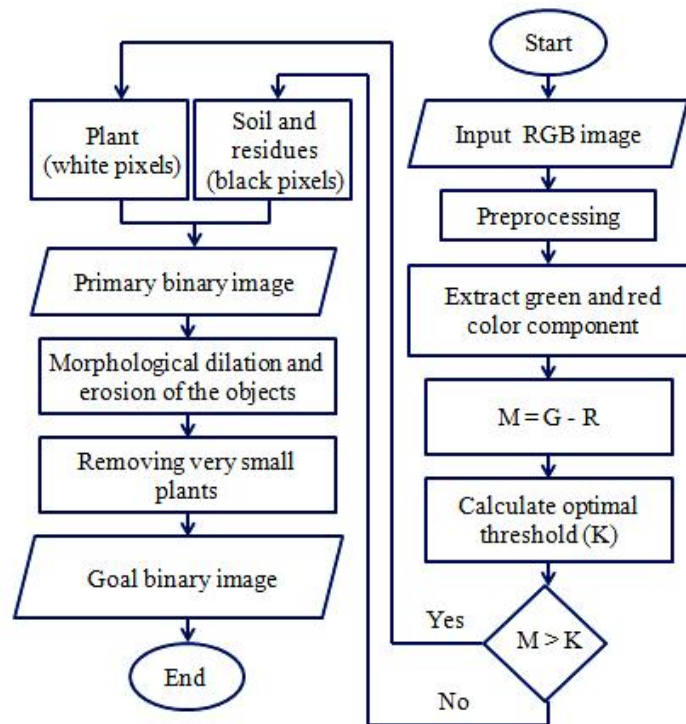 Start
Input RGB image
Preprocessing
Extract green and red
color component
M = G - R
Calculate optimal
threshold (K)
M > K
Yes
No
Plant
(white pixels)
Soil and
residues
(black pixels)
Primary binary image
Morphological dilation and
erosion of the objects
Removing very small
plants
Goal binary image
End